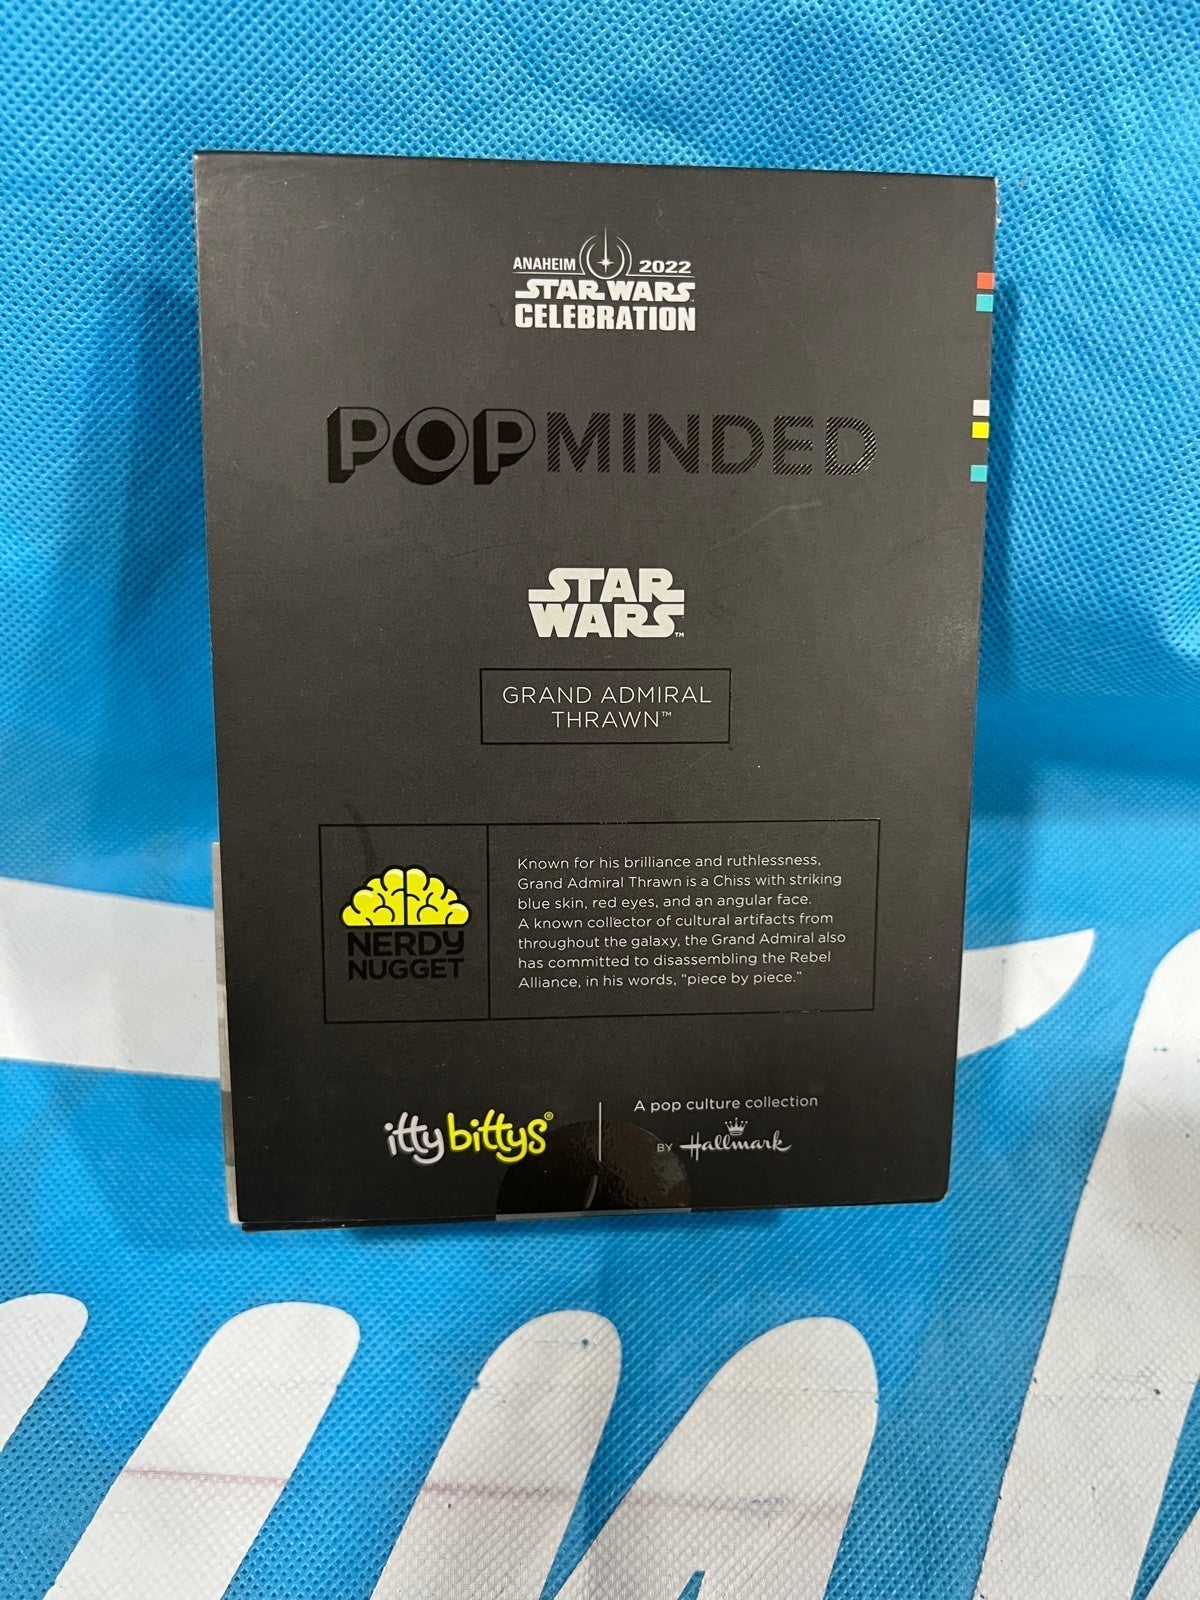 ANAHEIM 2022
STAR WARS
CELEBRATION
POPMINDED
STAR
WARS™
GRAND ADMIRAL
THRAWN™
NERDY
NUGGET
Known for his brilliance and ruthlessness,
Grand Admiral Thrawn is a Chiss with striking
blue skin, red eyes, and an angular face.
A known collector of cultural artifacts from
throughout the galaxy, the Grand Admiral also
has committed to disassembling the Rebel
Alliance, in his words, “piece by piece.”
itty bittys®
A pop culture collection
BY Hallmark